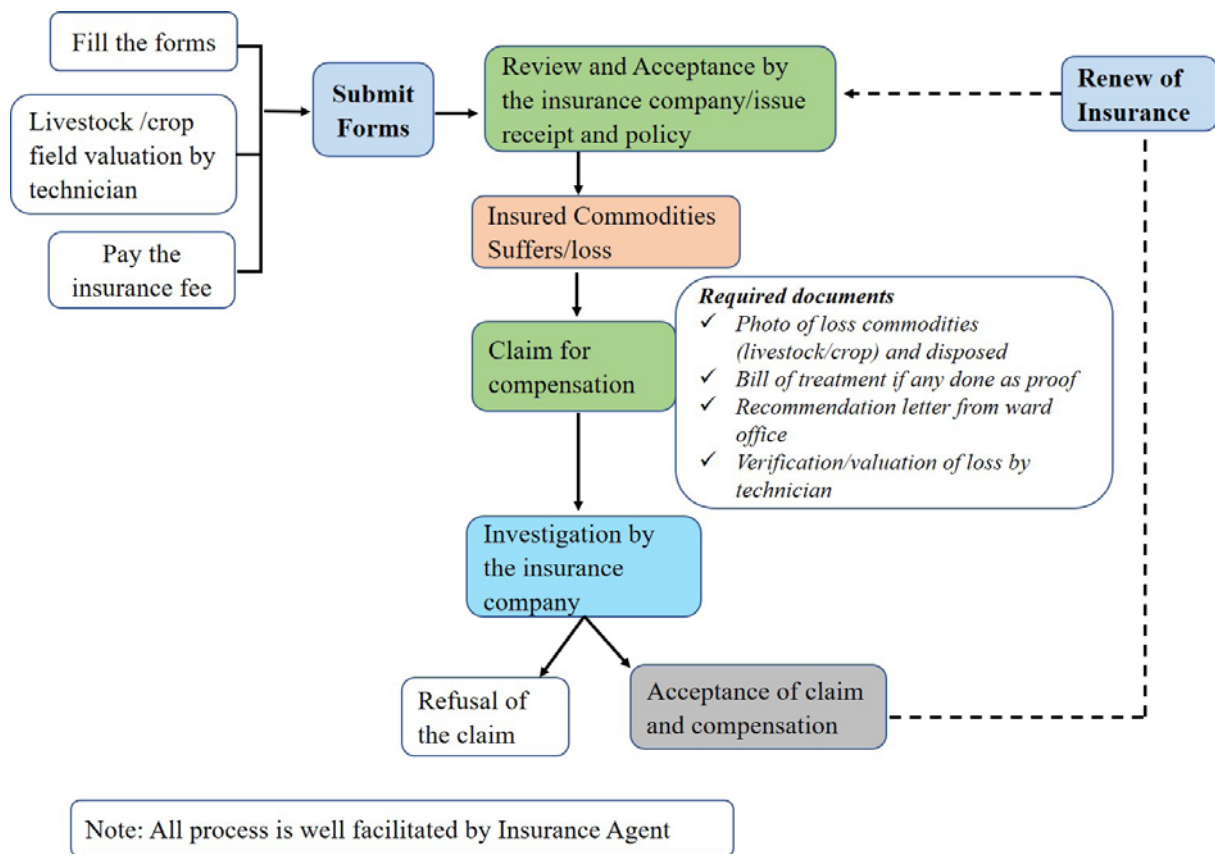 Fill the forms
Livestock /crop
field valuation by
technician
Pay the
insurance fee
Submit
Forms
Review and Acceptance by
the insurance company/issue
receipt and policy
Renew of
Insurance
Insured Commodities
Suffers/loss
Claim for
compensation
Required documents
✓ Photo of loss commodities
(livestock/crop) and disposed
✓ Bill of treatment if any done as proof
✓ Recommendation letter from ward
office
✓ Verification/valuation of loss by
technician
Investigation by
the insurance
company
Refusal of
the claim
Acceptance of claim
and compensation
Note: All process is well facilitated by Insurance Agent